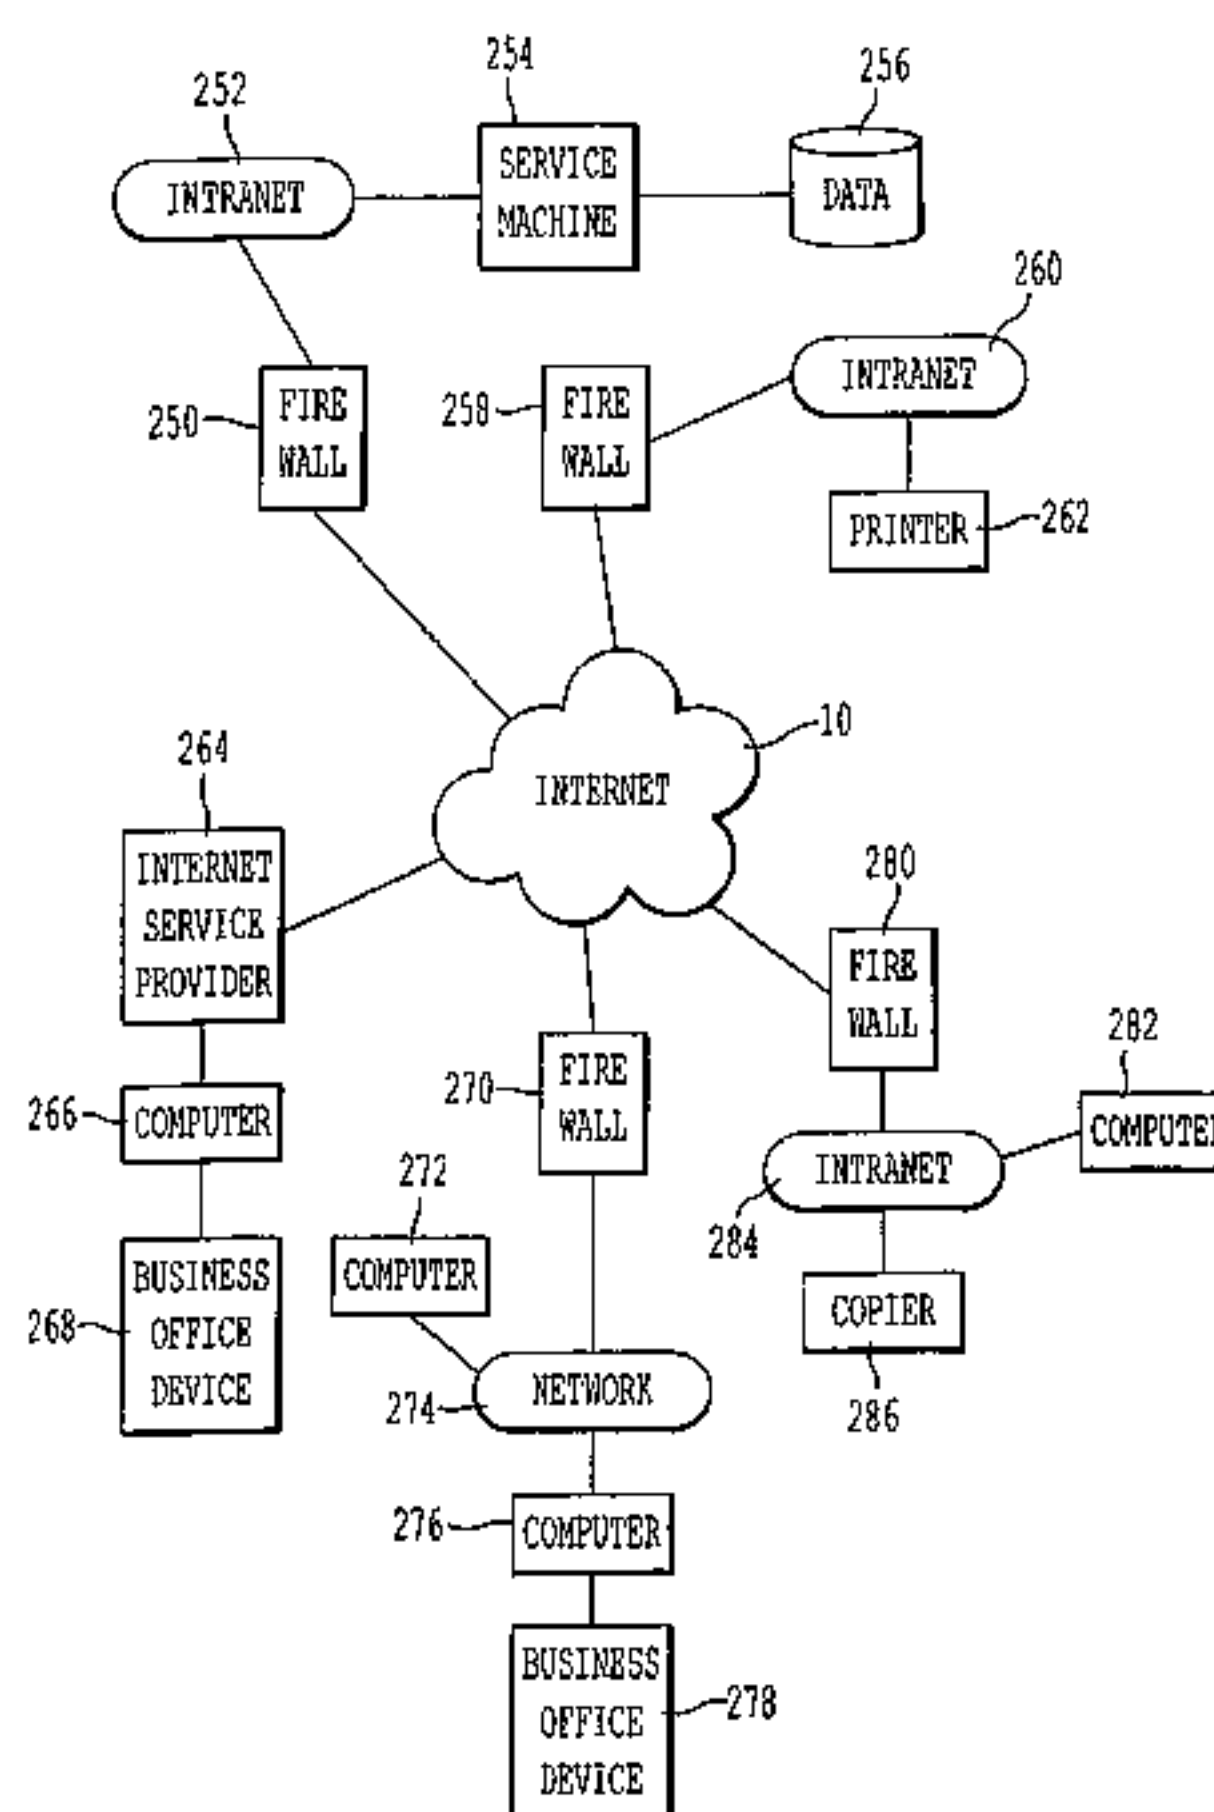 254
256
252
SERVICE
MACHINE
INTRANET
DATA
260
INTRANET
FIRE
WALL
250
FIRE
WALL
258
PRINTER
262
10
INTERNET
264
INTERNET
SERVICE
PROVIDER
280
FIRE
WALL
282
COMPUTER
266
COMPUTER
270
FIRE
WALL
INTRANET
284
272
COMPUTER
BUSINESS
OFFICE
DEVICE
268
COPIER
286
NETWORK
274
276
COMPUTER
BUSINESS
OFFICE
DEVICE
278